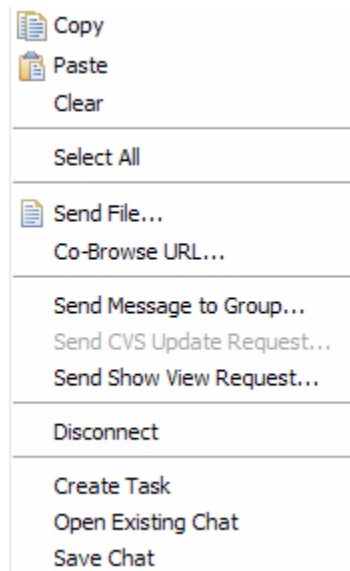 Copy
Paste
Clear
Select All
Send File...
Co-Browse URL...
Send Message to Group...
Send CVS Update Request...
Send Show View Request...
Disconnect
Create Task
Open Existing Chat
Save Chat